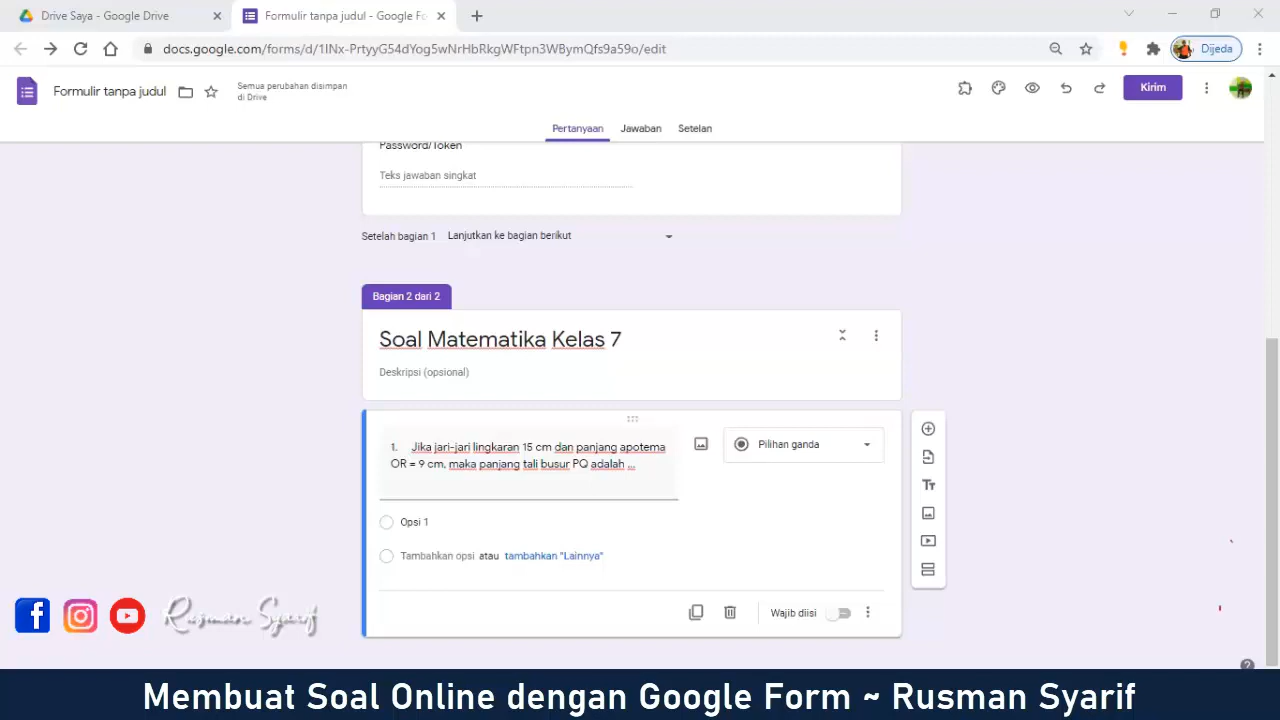 Drive Saya - Google Drive
Formulir tanpa judul - Google Fo
docs.google.com/forms/d/1INx-PrtyyG54dYog5wNrHbRkgWFtpn3WBymQfs9a59o/edit
Dijeda
Formulir tanpa judul
Semua perubahan disimpan
di Drive
Kirim
Pertanyaan
Jawaban
Setelan
Password/Token
Teks jawaban singkat
Setelah bagian 1 Lanjutkan ke bagian berikut
Bagian 2 dari 2
Soal Matematika Kelas 7
Deskripsi (opsional)
1. Jika jari-jari lingkaran 15 cm dan panjang apotema
OR = 9 cm, maka panjang tali busur PQ adalah ...
Pilihan ganda
Opsi 1
Tambahkan opsi atau tambahkan "Lainnya"
Wajib diisi
Rusman Syarif
Membuat Soal Online dengan Google Form ~ Rusman Syarif